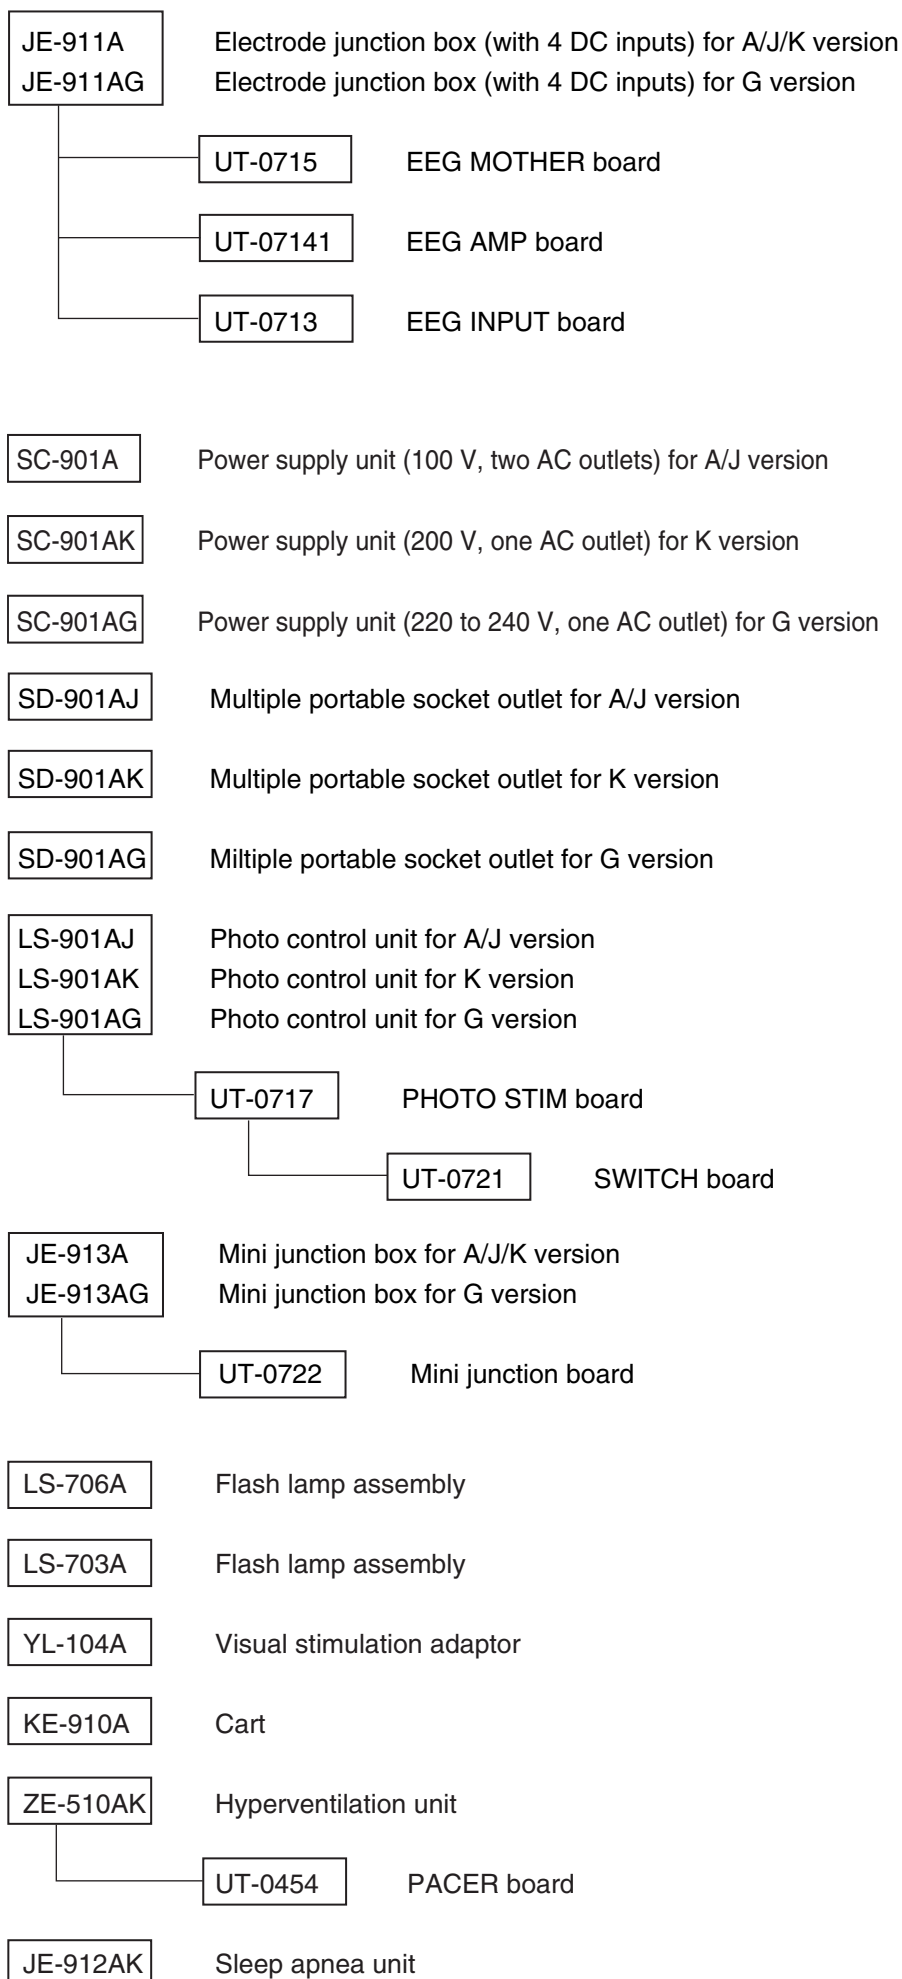 JE-911A Electrode junction box (with 4 DC inputs) for A/J/K version
JE-911AG Electrode junction box (with 4 DC inputs) for G version
UT-0715 EEG MOTHER board
UT-07141 EEG AMP board
UT-0713 EEG INPUT board
SC-901A Power supply unit (100 V, two AC outlets) for A/J version
SC-901AK Power supply unit (200 V, one AC outlet) for K version
SC-901AG Power supply unit (220 to 240 V, one AC outlet) for G version
SD-901AJ Multiple portable socket outlet for A/J version
SD-901AK Multiple portable socket outlet for K version
SD-901AG Miltiple portable socket outlet for G version
LS-901AJ Photo control unit for A/J version
LS-901AK Photo control unit for K version
LS-901AG Photo control unit for G version
UT-0717 PHOTO STIM board
UT-0721 SWITCH board
JE-913A Mini junction box for A/J/K version
JE-913AG Mini junction box for G version
UT-0722 Mini junction board
LS-706A Flash lamp assembly
LS-703A Flash lamp assembly
YL-104A Visual stimulation adaptor
KE-910A Cart
ZE-510AK Hyperventilation unit
UT-0454 PACER board
JE-912AK Sleep apnea unit